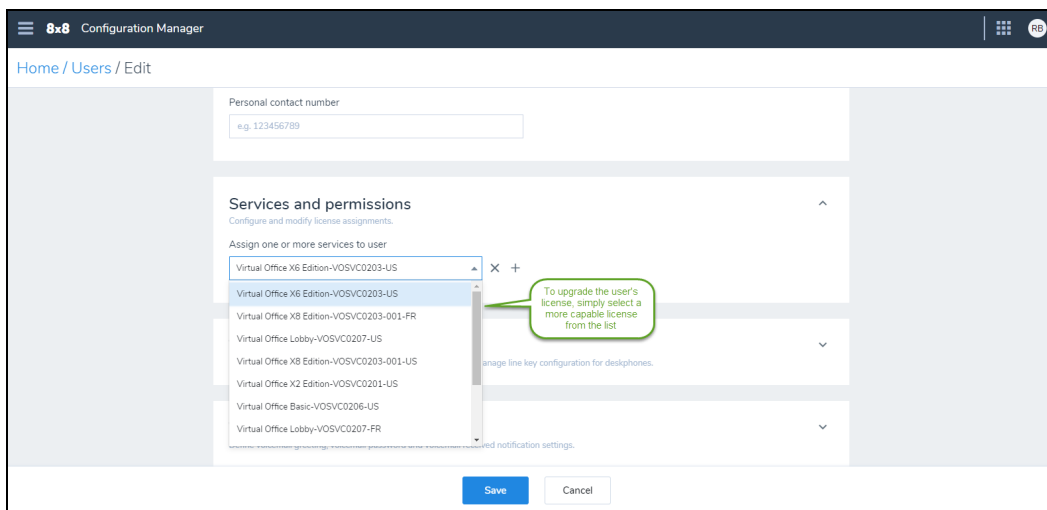 8x8 Configuration Manager
RB
Home / Users / Edit
Personal contact number
e.g. 123456789
Services and permissions
Configure and modify license assignments.
Assign one or more services to user
Virtual Office X6 Edition-VOSVC0203-US
Virtual Office X6 Edition-VOSVC0203-US
Virtual Office X8 Edition-VOSVC0203-001-FR
Virtual Office Lobby-VOSVC0207-US
Virtual Office X8 Edition-VOSVC0203-001-US
Virtual Office X2 Edition-VOSVC0201-US
Virtual Office Basic-VOSVC0206-US
Virtual Office Lobby-VOSVC0207-FR
To upgrade the user's
license, simply select a
more capable license
from the list
anage line key configuration for deskphones.
ved notification settings.
Save
Cancel